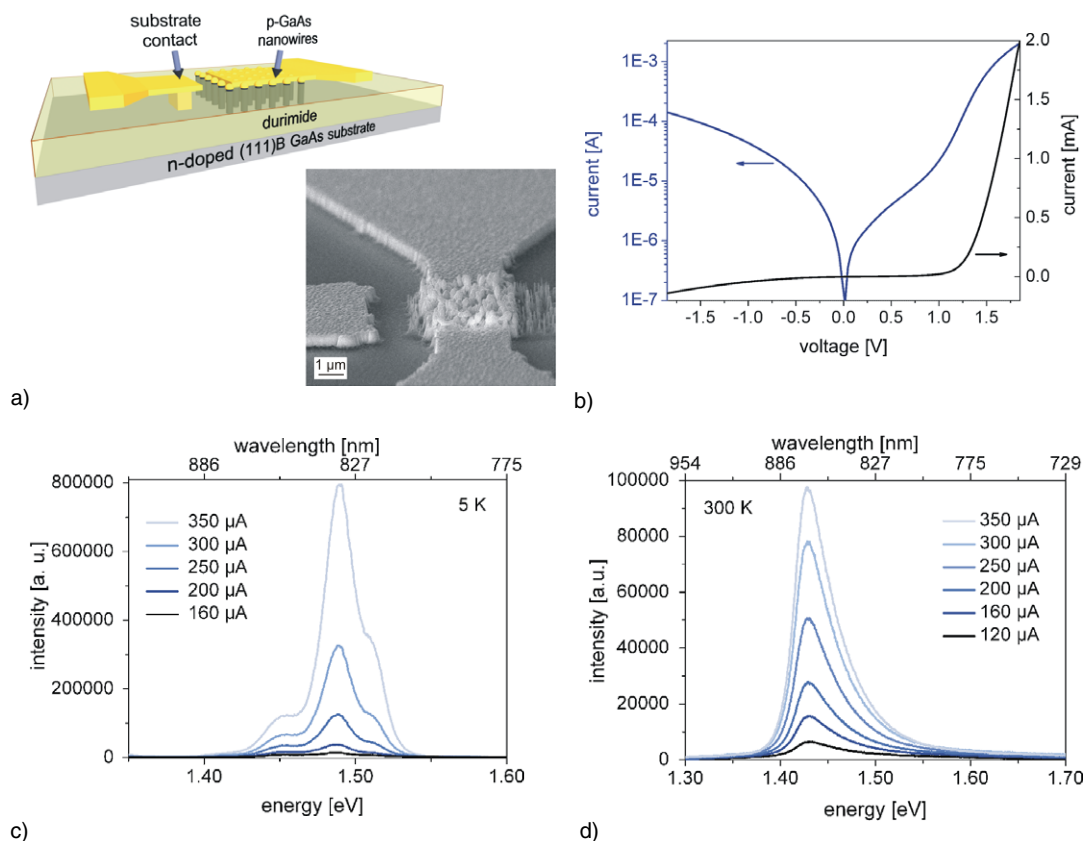 substrate
contact
p-GaAs
nanowires
durimide
n-doped (111)B GaAs substrate
1 µm
a)
current [A]
1E-3
1E-4
1E-5
1E-6
1E-7
2.0
1.5
1.0
0.5
0.0
current [mA]
-1.5 -1.0 -0.5 0.0 0.5 1.0 1.5
voltage [V]
b)
wavelength [nm]
886 827 775
800000
600000
400000
200000
0
intensity [a. u.]
5 K
350 µA
300 µA
250 µA
200 µA
160 µA
1.40 1.50 1.60
energy [eV]
c)
wavelength [nm]
954 886 827 775 729
100000
80000
60000
40000
20000
0
intensity [a.u.]
300 K
350 µA
300 µA
250 µA
200 µA
160 µA
120 µA
1.30 1.40 1.50 1.60 1.70
energy [eV]
d)